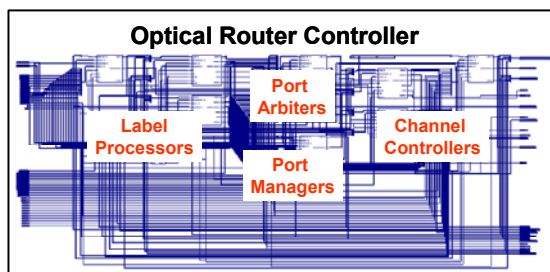 Optical Router Controller
Port
Arbiters
Label
Processors
Channel
Controllers
Port
Managers